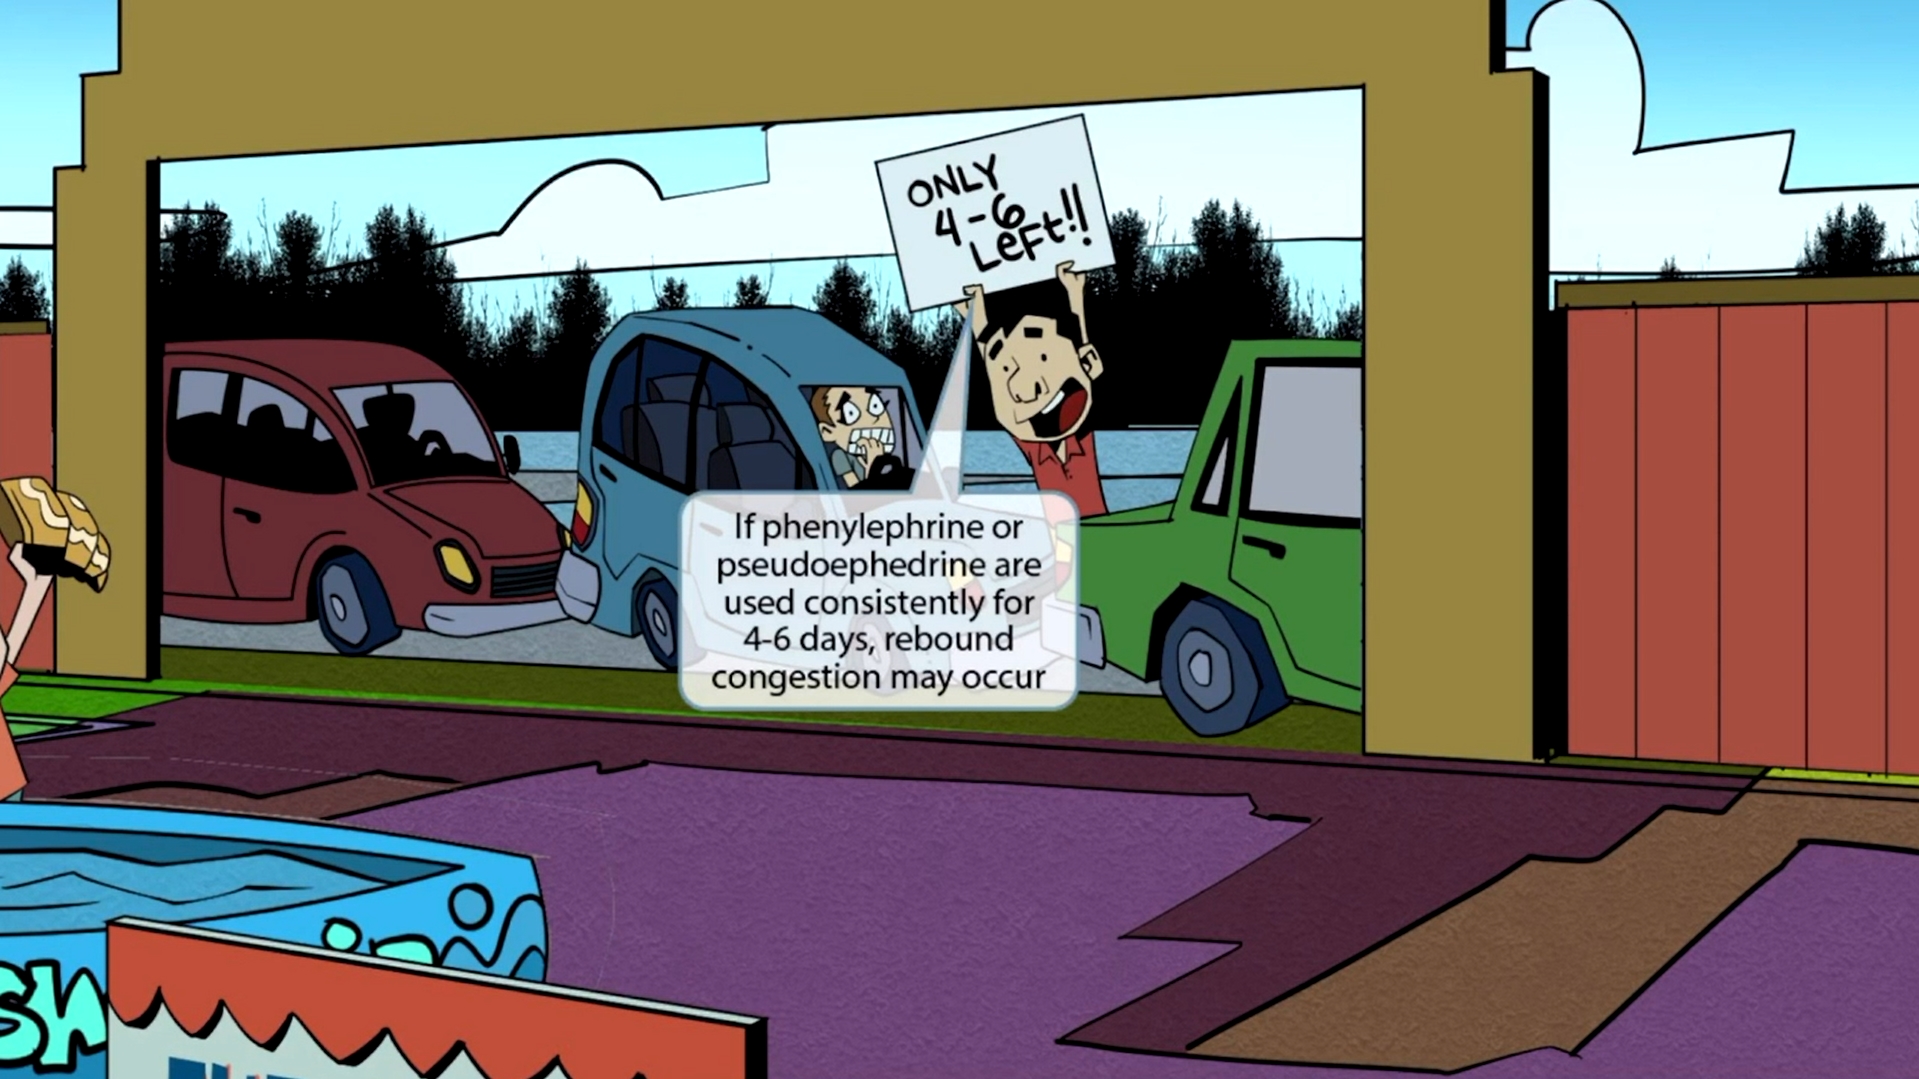 ONLY
4-6
Left!!
If phenylephrine or
pseudoephedrine are
used consistently for
4-6 days, rebound
congestion may occur